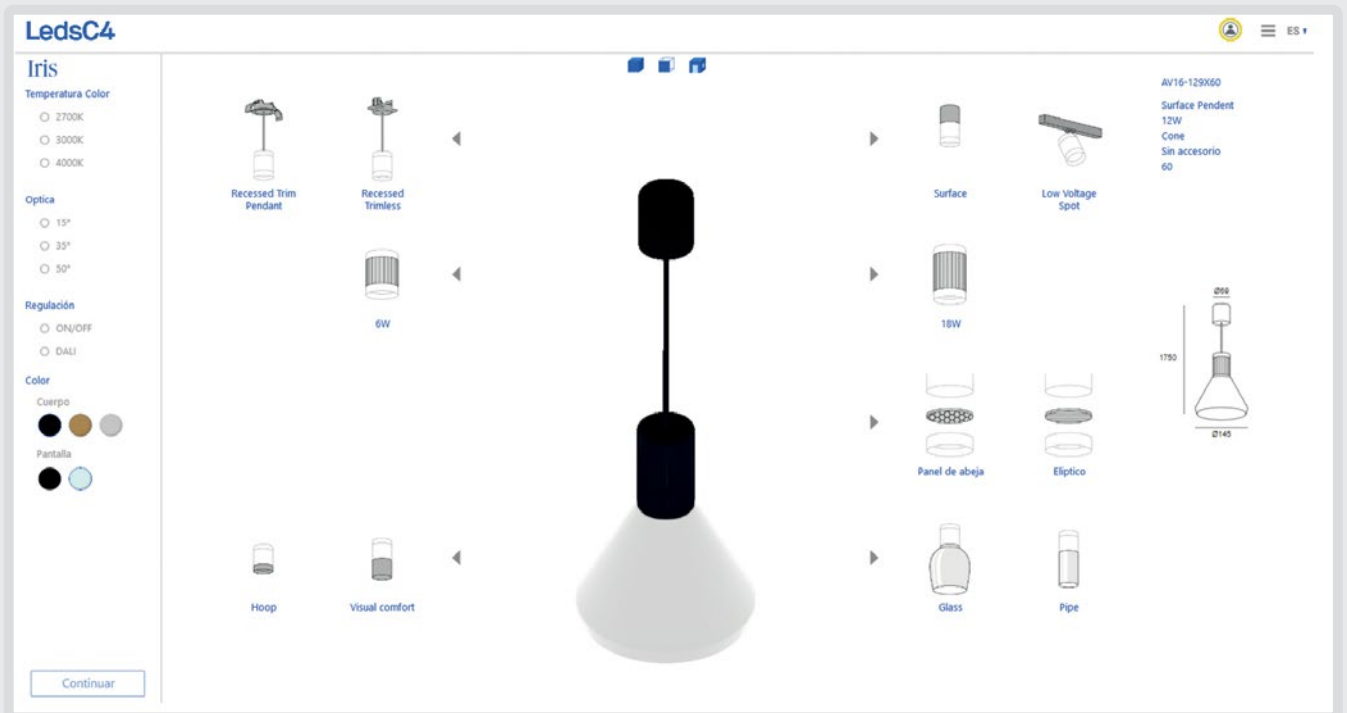 LedsC4
ES
Iris
Temperatura Color
2700K
3000K
4000K
Optica
15°
35°
50°
Regulación
ON/OFF
DALI
Color
Cuerpo
Pantalla
Continuar
Recessed Trim
Pendant
Recessed
Trimless
6W
Hoop
Visual comfort
Surface
Low Voltage
Spot
18W
Panel de abeja
Eliptico
Glass
Pipe
AV16-129X60
Surface Pendent
12W
Cone
Sin accesorio
60
1750
Ø145